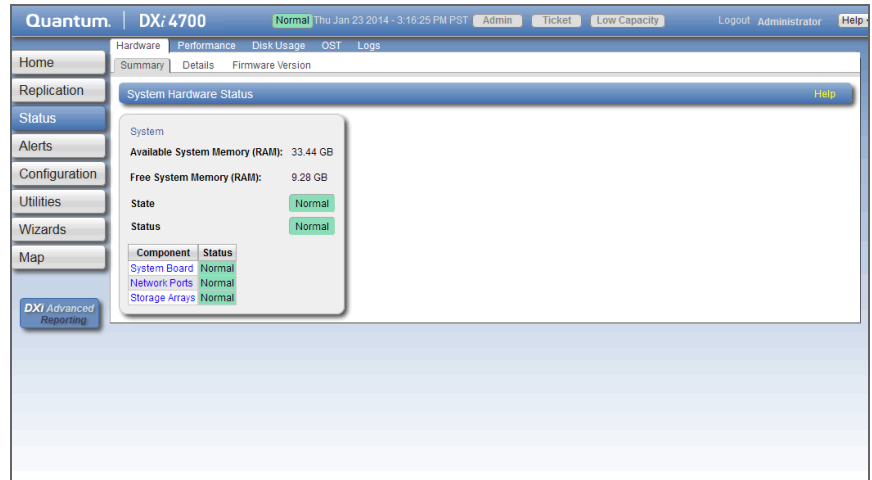 Quantum. DXi 4700 Normal Thu Jan 23 2014 - 3:16:25 PM PST Admin Ticket Low Capacity Logout Administrator Help
Hardware Performance Disk Usage OST Logs
Summary Details Firmware Version
Home
Replication
Status
Alerts
Configuration
Utilities
Wizards
Map
DXi Advanced
Reporting
System Hardware Status Help
System
Available System Memory (RAM): 33.44 GB
Free System Memory (RAM): 9.28 GB
State Normal
Status Normal
Component Status
System Board Normal
Network Ports Normal
Storage Arrays Normal